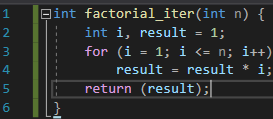 1 int factorial_iter(int n) {
2     int i, result = 1;
3     for (i = 1; i <= n; i++)
4         result = result * i;
5     return (result);
6 }